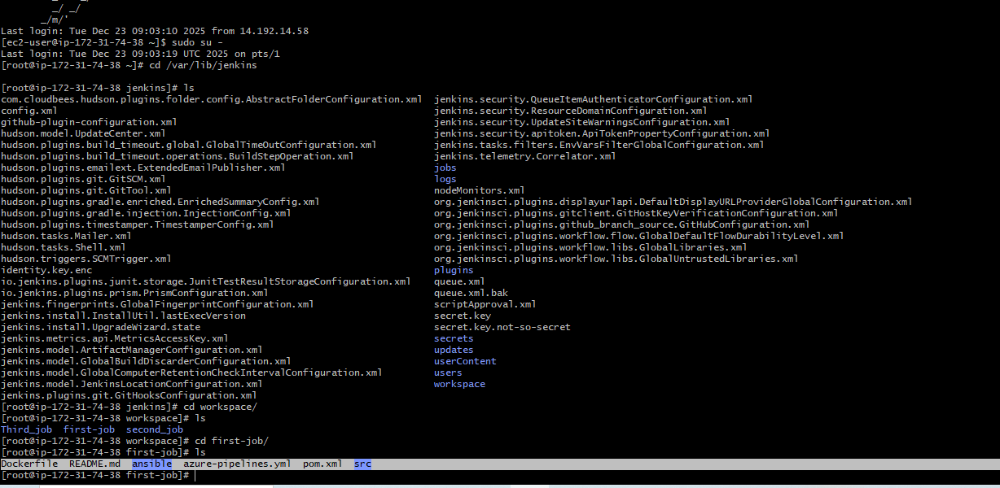 _/ _/
_/m/'
Last login: Tue Dec 23 09:03:10 2025 from 14.192.14.58
[ec2-user@ip-172-31-74-38 ~]$ sudo su -
Last login: Tue Dec 23 09:03:19 UTC 2025 on pts/1
[root@ip-172-31-74-38 ~]# cd /var/lib/jenkins
[root@ip-172-31-74-38 jenkins]# ls
com.cloudbees.hudson.plugins.folder.config.AbstractFolderConfiguration.xml  jenkins.security.QueueItemAuthenticatorConfiguration.xml
config.xml  jenkins.security.ResourceDomainConfiguration.xml
github-plugin-configuration.xml  jenkins.security.UpdateSiteWarningsConfiguration.xml
hudson.model.UpdateCenter.xml  jenkins.security.apitoken.ApiTokenPropertyConfiguration.xml
hudson.plugins.build_timeout.global.GlobalTimeOutConfiguration.xml  jenkins.tasks.filters.EnvVarsFilterGlobalConfiguration.xml
hudson.plugins.build_timeout.operations.BuildStepOperation.xml  jenkins.telemetry.Correlator.xml
hudson.plugins.emailext.ExtendedEmailPublisher.xml  jobs
hudson.plugins.git.GitSCM.xml  logs
hudson.plugins.git.GitTool.xml  nodeMonitors.xml
hudson.plugins.gradle.enriched.EnrichedSummaryConfig.xml  org.jenkinsci.plugins.displayurlapi.DefaultDisplayURLProviderGlobalConfiguration.xml
hudson.plugins.gradle.injection.InjectionConfig.xml  org.jenkinsci.plugins.gitclient.GitHostKeyVerificationConfiguration.xml
hudson.plugins.timestamper.TimestamperConfig.xml  org.jenkinsci.plugins.github_branch_source.GitHubConfiguration.xml
hudson.tasks.Mailer.xml  org.jenkinsci.plugins.workflow.flow.GlobalDefaultFlowDurabilityLevel.xml
hudson.tasks.Shell.xml  org.jenkinsci.plugins.workflow.libs.GlobalLibraries.xml
hudson.triggers.SCMTrigger.xml  org.jenkinsci.plugins.workflow.libs.GlobalUntrustedLibraries.xml
identity.key.enc  plugins
io.jenkins.plugins.junit.storage.JunitTestResultStorageConfiguration.xml  queue.xml
io.jenkins.plugins.prism.PrismConfiguration.xml  queue.xml.bak
jenkins.fingerprints.GlobalFingerprintConfiguration.xml  scriptApproval.xml
jenkins.install.InstallUtil.lastExecVersion  secret.key
jenkins.install.UpgradeWizard.state  secret.key.not-so-secret
jenkins.metrics.api.MetricsAccessKey.xml  secrets
jenkins.model.ArtifactManagerConfiguration.xml  updates
jenkins.model.GlobalBuildDiscarderConfiguration.xml  userContent
jenkins.model.GlobalComputerRetentionCheckIntervalConfiguration.xml  users
jenkins.model.JenkinsLocationConfiguration.xml  workspace
jenkins.plugins.git.GitHooksConfiguration.xml
[root@ip-172-31-74-38 jenkins]# cd workspace/
[root@ip-172-31-74-38 workspace]# ls
Third_job  first-job  second_job
[root@ip-172-31-74-38 workspace]# cd first-job/
[root@ip-172-31-74-38 first-job]# ls
Dockerfile  README.md  ansible  azure-pipelines.yml  pom.xml  src
[root@ip-172-31-74-38 first-job]#